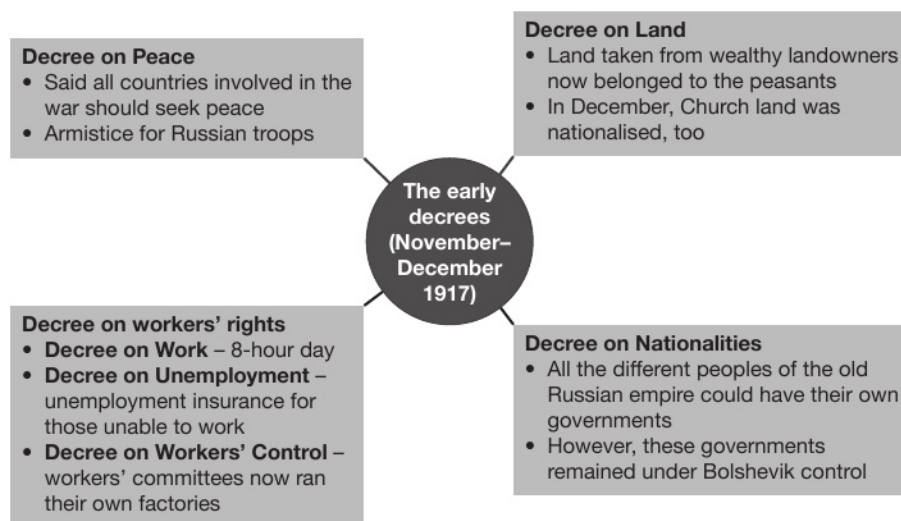 Decree on Peace
• Said all countries involved in the
war should seek peace
• Armistice for Russian troops
Decree on Land
• Land taken from wealthy landowners
now belonged to the peasants
• In December, Church land was
nationalised, too
The early
decrees
(November–
December
1917)
Decree on workers’ rights
• Decree on Work – 8-hour day
• Decree on Unemployment –
unemployment insurance for
those unable to work
• Decree on Workers’ Control –
workers’ committees now ran
their own factories
Decree on Nationalities
• All the different peoples of the old
Russian empire could have their own
governments
• However, these governments
remained under Bolshevik control